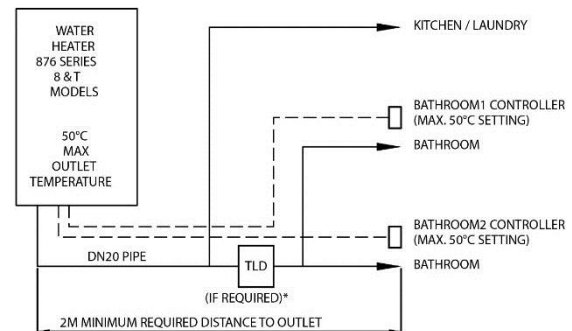 WATER
HEATER
876 SERIES
8 & T
MODELS
50°C
MAX
OUTLET
TEMPERATURE
KITCHEN / LAUNDRY
BATHROOM1 CONTROLLER
(MAX. 50°C SETTING)
BATHROOM
BATHROOM2 CONTROLLER
(MAX. 50°C SETTING)
BATHROOM
DN20 PIPE
TLD
(IF REQUIRED)*
2M MINIMUM REQUIRED DISTANCE TO OUTLET